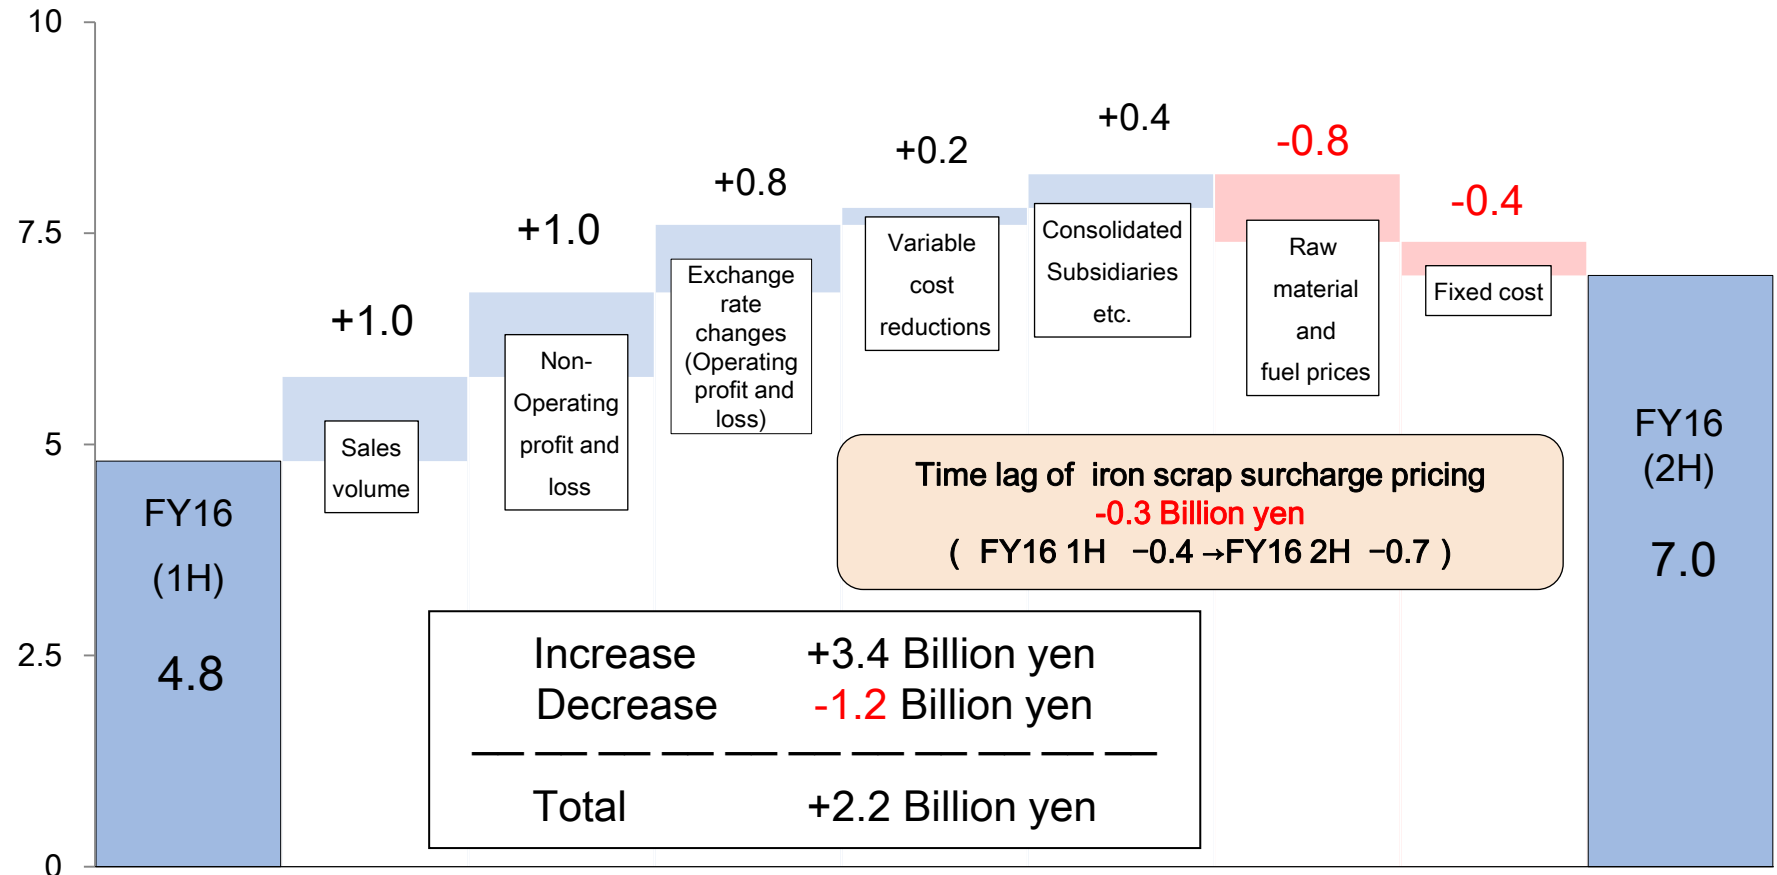 10
7.5
5
2.5
0
FY16
(1H)
4.8
+1.0
Sales
volume
+1.0
Non-
Operating
profit and
loss
+0.8
Exchange
rate
changes
(Operating
profit and
loss)
+0.2
Variable
cost
reductions
+0.4
Consolidated
Subsidiaries
etc.
-0.8
Raw
material
and
fuel prices
-0.4
Fixed cost
FY16
(2H)
7.0
Time lag of iron scrap surcharge pricing
-0.3 Billion yen
( FY16 1H −0.4 →FY16 2H −0.7 )
Increase +3.4 Billion yen
Decrease -1.2 Billion yen
Total +2.2 Billion yen